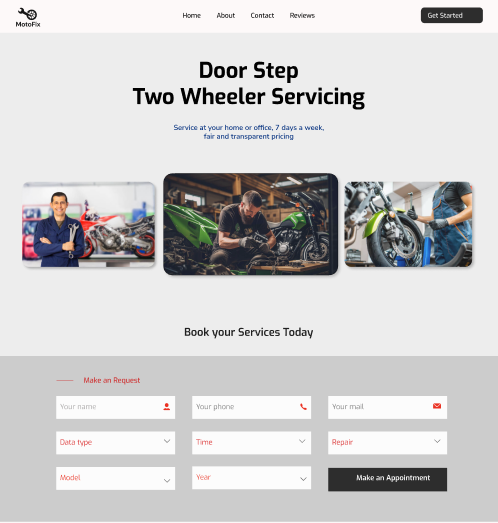 MotoFix
Home About Contact Reviews
Get Started
Door Step
Two Wheeler Servicing
Service at your home or office, 7 days a week,
fair and transparent pricing
Book your Services Today
Make an Request
Your name
Your phone
Your mail
Data type
Time
Repair
Model
Year
Make an Appointment